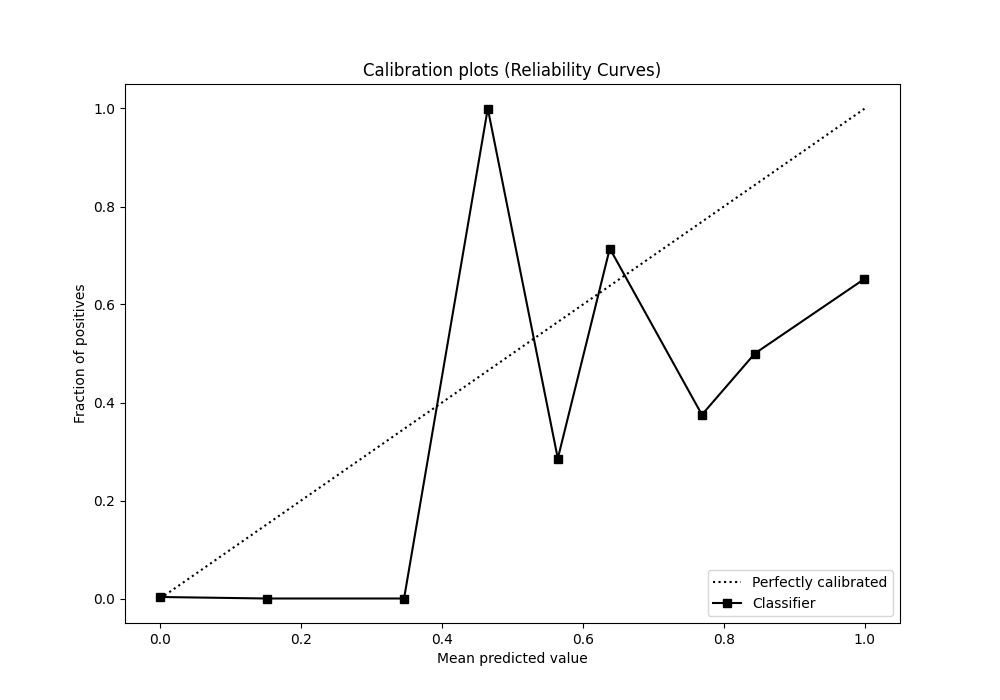 Calibration plots (Reliability Curves)
1.0
0.8
0.6
0.4
0.2
0.0
Fraction of positives
0.0 0.2 0.4 0.6 0.8 1.0
Mean predicted value
Perfectly calibrated
Classifier